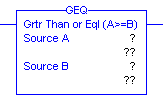 GEQ
Grtr Than or Eql (A>=B)
Source A ?
??
Source B ?
??